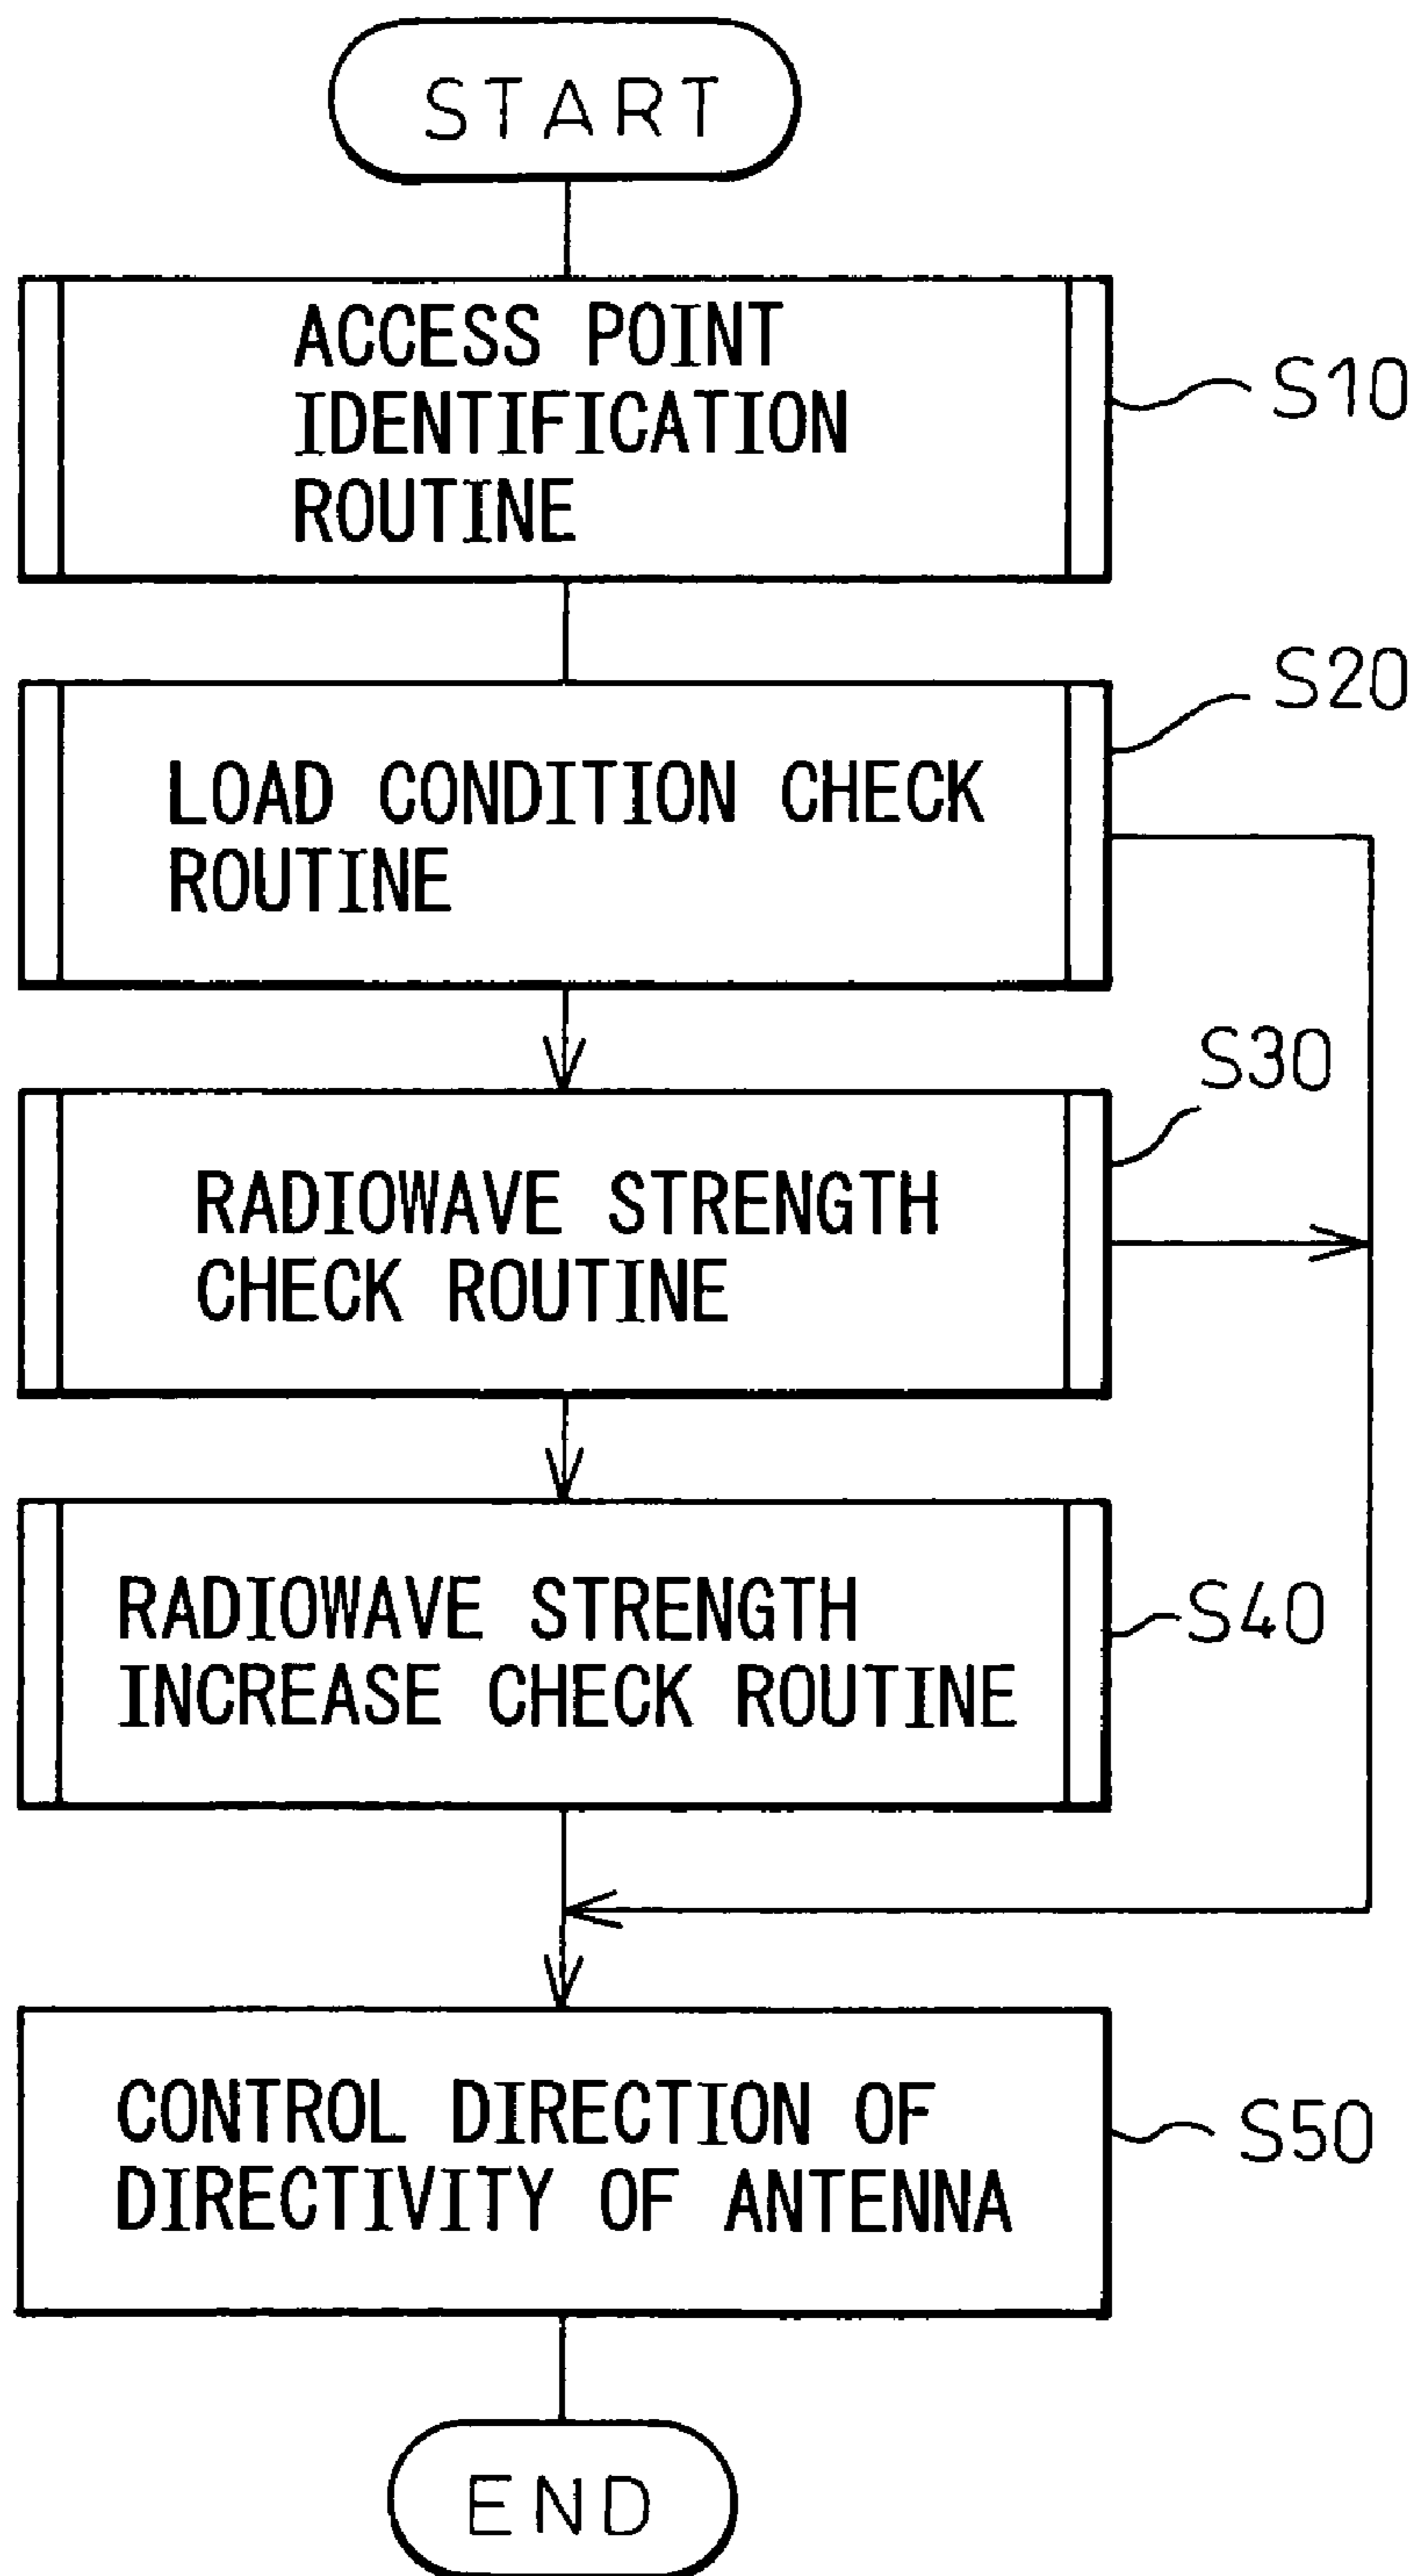 START
ACCESS POINT
IDENTIFICATION
ROUTINE
S10
S20
LOAD CONDITION CHECK
ROUTINE
S30
RADIOWAVE STRENGTH
CHECK ROUTINE
RADIOWAVE STRENGTH
INCREASE CHECK ROUTINE
S40
CONTROL DIRECTION OF
DIRECTIVITY OF ANTENNA
S50
END